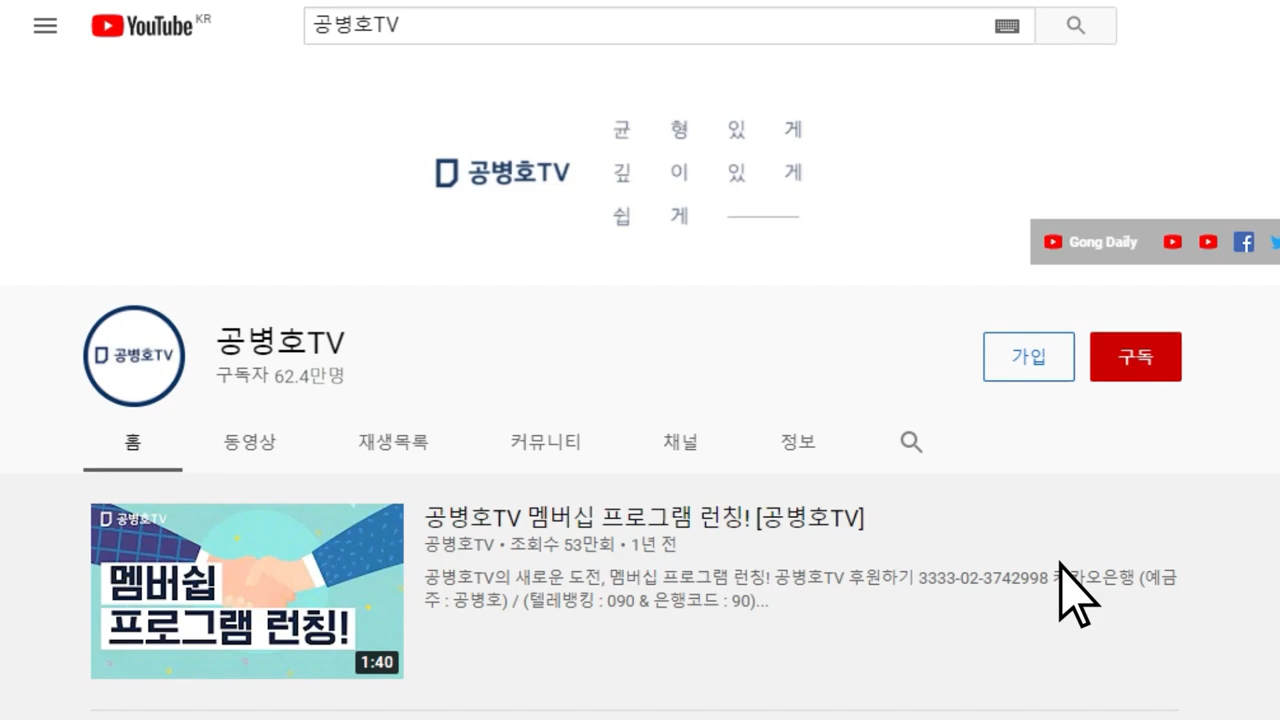 YouTube KR
공병호TV
균 형 있 게
공병호TV
깊 이 있 게
쉽 게
Gong Daily
공병호TV
공병호TV
구독자 62.4만명
가입
구독
홈 동영상 재생목록 커뮤니티 채널 정보
공병호TV
멤버쉽
프로그램 런칭!
1:40
공병호TV 멤버십 프로그램 런칭! [공병호TV]
공병호TV • 조회수 53만회 • 1년 전
공병호TV의 새로운 도전, 멤버십 프로그램 런칭! 공병호TV 후원하기 3333-02-3742998 카카오은행 (예금
주 : 공병호) / (텔레뱅킹 : 090 & 은행코드 : 90)...